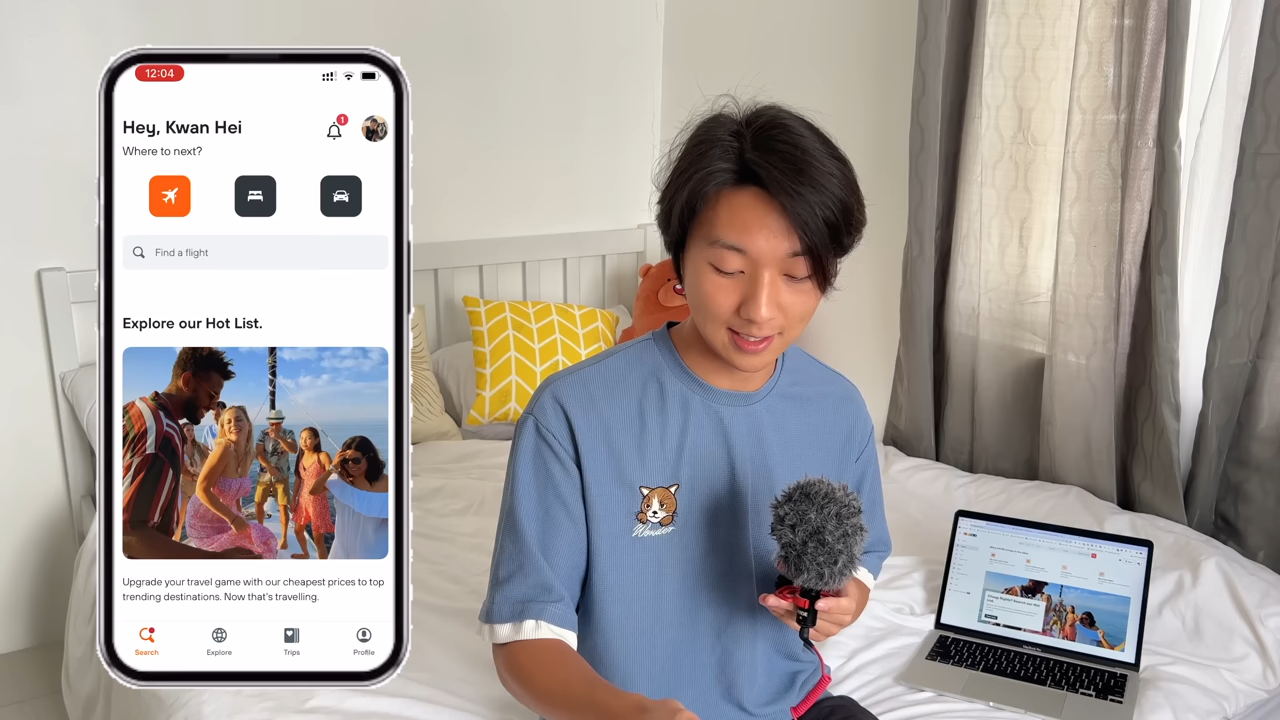 12:04
Hey, Kwan Hei
1
Where to next?
Find a flight
Explore our Hot List.
Upgrade your travel game with our cheapest prices to top
trending destinations. Now that's travelling.
Search
Explore
Trips
Profile
Wonder